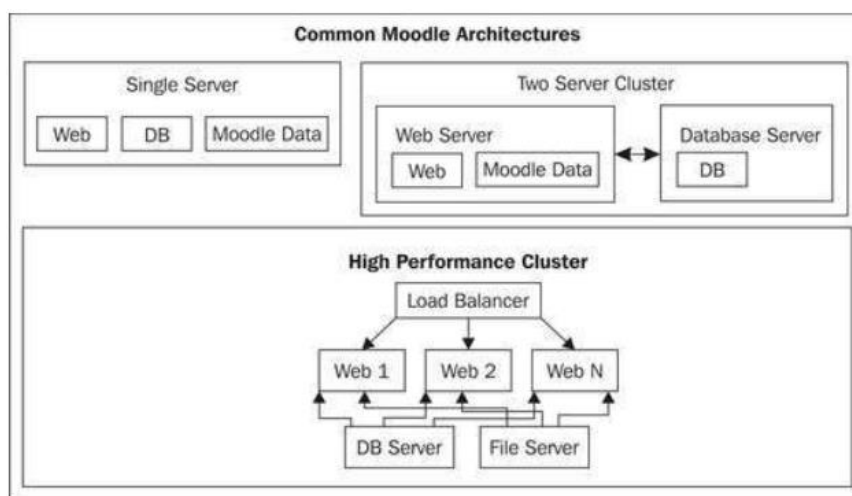 Common Moodle Architectures
Single Server
Web DB Moodle Data
Two Server Cluster
Web Server
Web Moodle Data
Database Server
DB
High Performance Cluster
Load Balancer
Web 1 Web 2 Web N
DB Server File Server